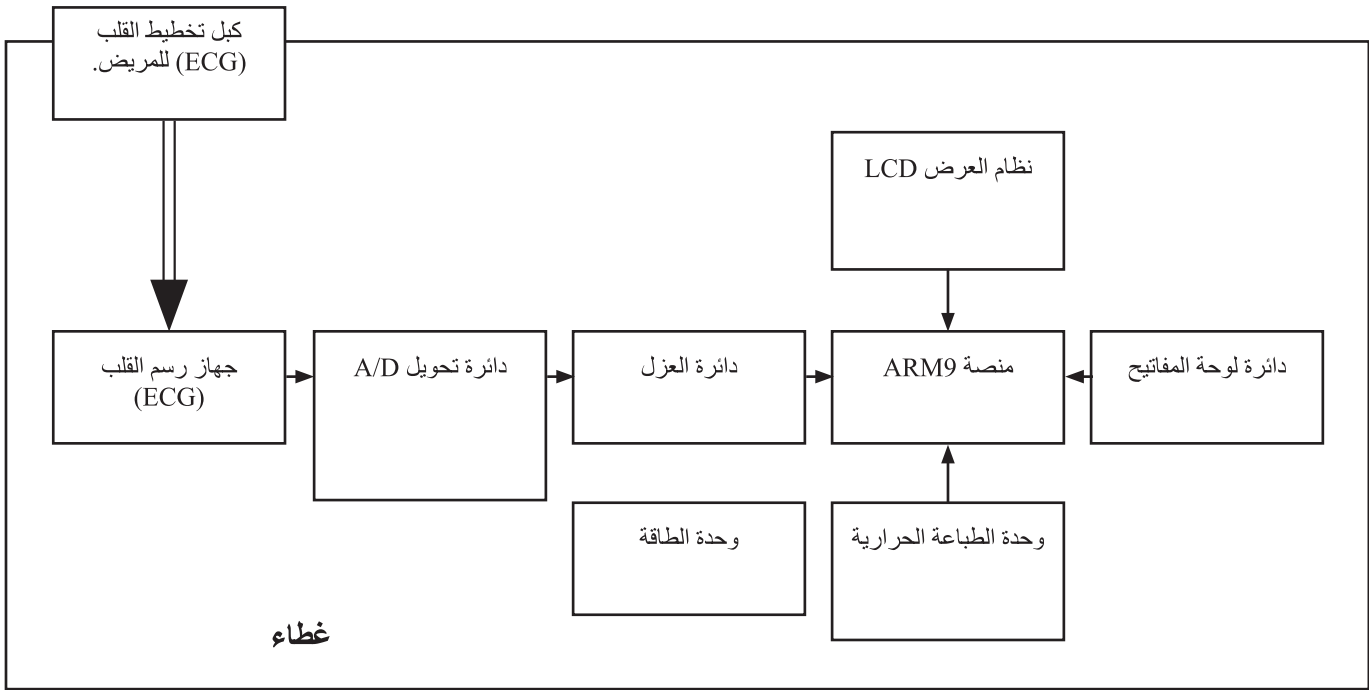 كبل تخطيط القلب
(ECG) للمريض.
نظام العرض LCD
جهاز رسم القلب
(ECG)
دائرة تحويل A/D
دائرة العزل
منصة ARM9
دائرة لوحة المفاتيح
وحدة الطاقة
وحدة الطباعة الحرارية
غطاء